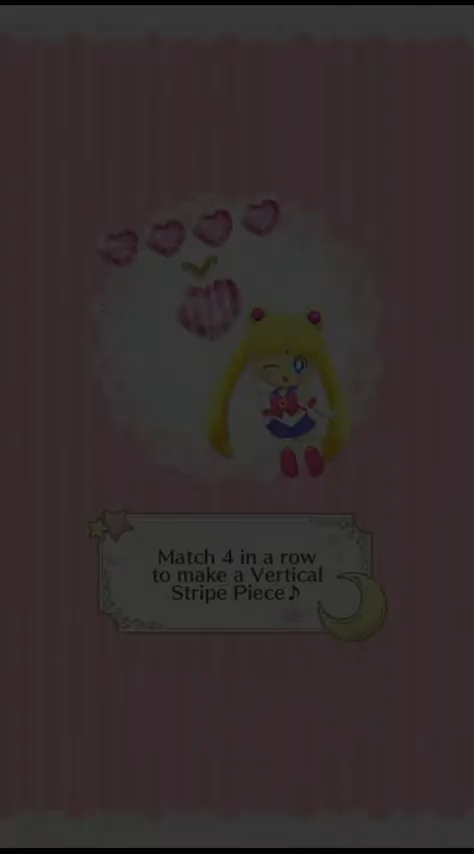 Match 4 in a row
to make a Vertical
Stripe Piece♪